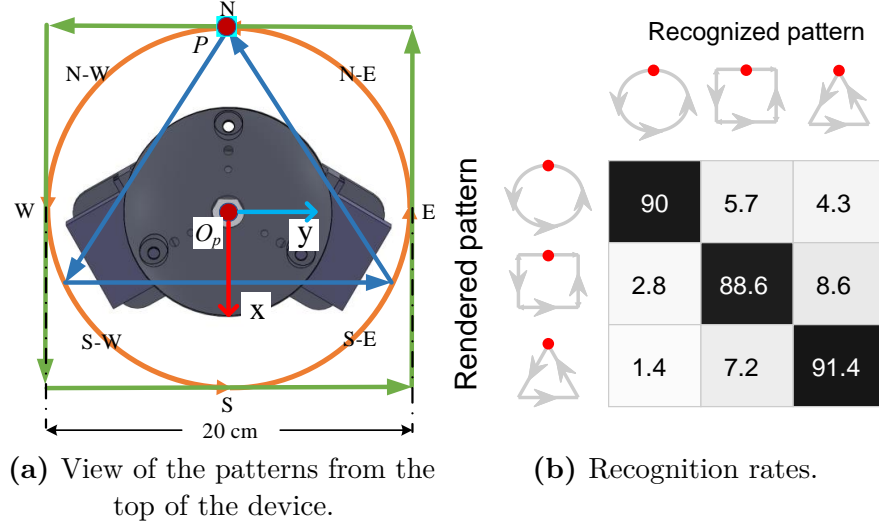 N
P
N-W
N-E
W
E
O_p
y
x
S-W
S-E
S
20 cm
(a) View of the patterns from the
top of the device.
Recognized pattern
Rendered pattern
90 5.7 4.3
2.8 88.6 8.6
1.4 7.2 91.4
(b) Recognition rates.